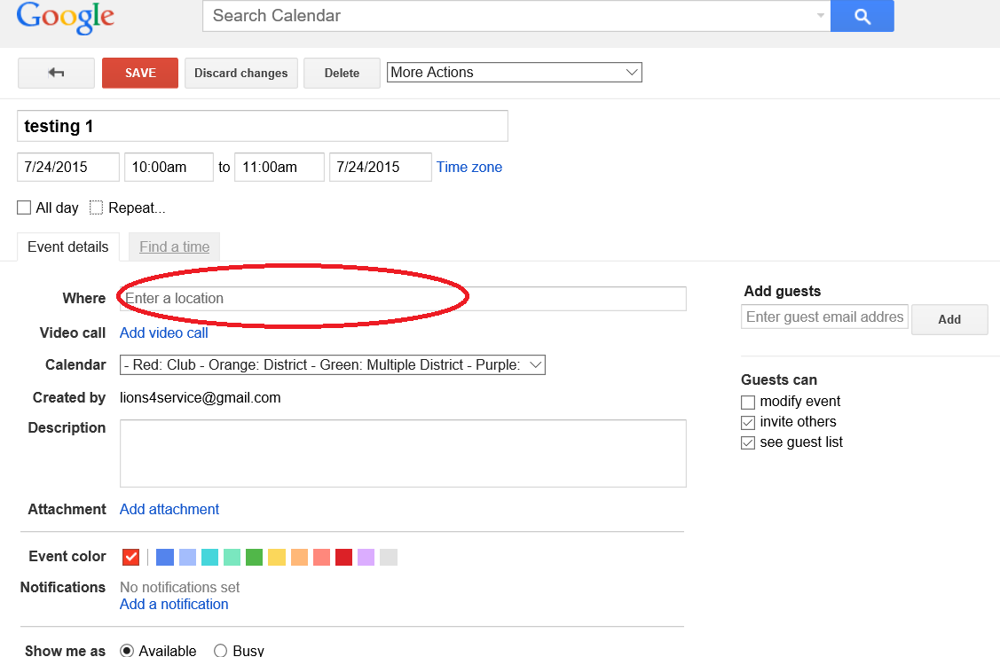 Google
Search Calendar
SAVE Discard changes Delete More Actions
testing 1
7/24/2015 10:00am to 11:00am 7/24/2015 Time zone
All day Repeat...
Event details Find a time
Where Enter a location
Video call Add video call
Calendar - Red: Club - Orange: District - Green: Multiple District - Purple:
Created by lions4service@gmail.com
Description
Attachment Add attachment
Event color
Notifications No notifications set
Add a notification
Show me as Available Busy
Add guests
Enter guest email addres Add
Guests can
modify event
invite others
see guest list